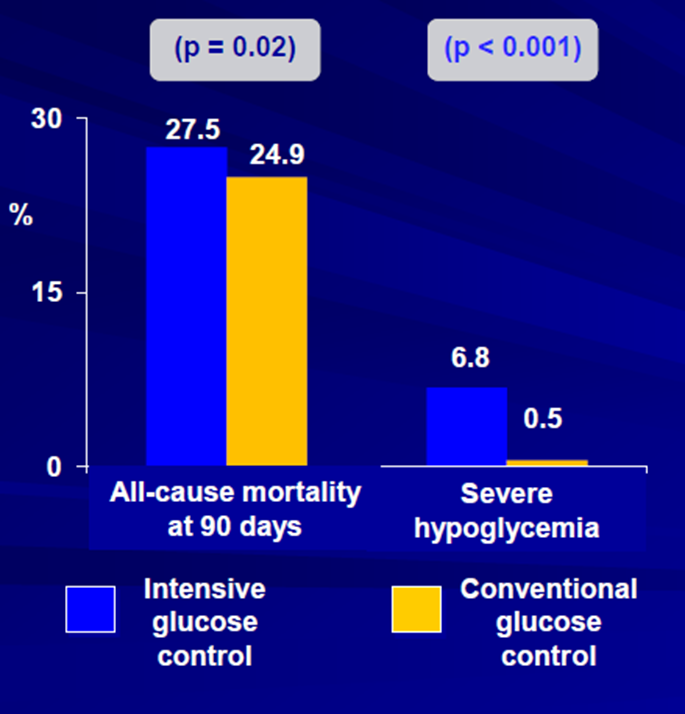 (p = 0.02)
(p < 0.001)
30
27.5
24.9
%
15
6.8
0.5
0
All-cause mortality
at 90 days
Severe
hypoglycemia
Intensive
glucose
control
Conventional
glucose
control